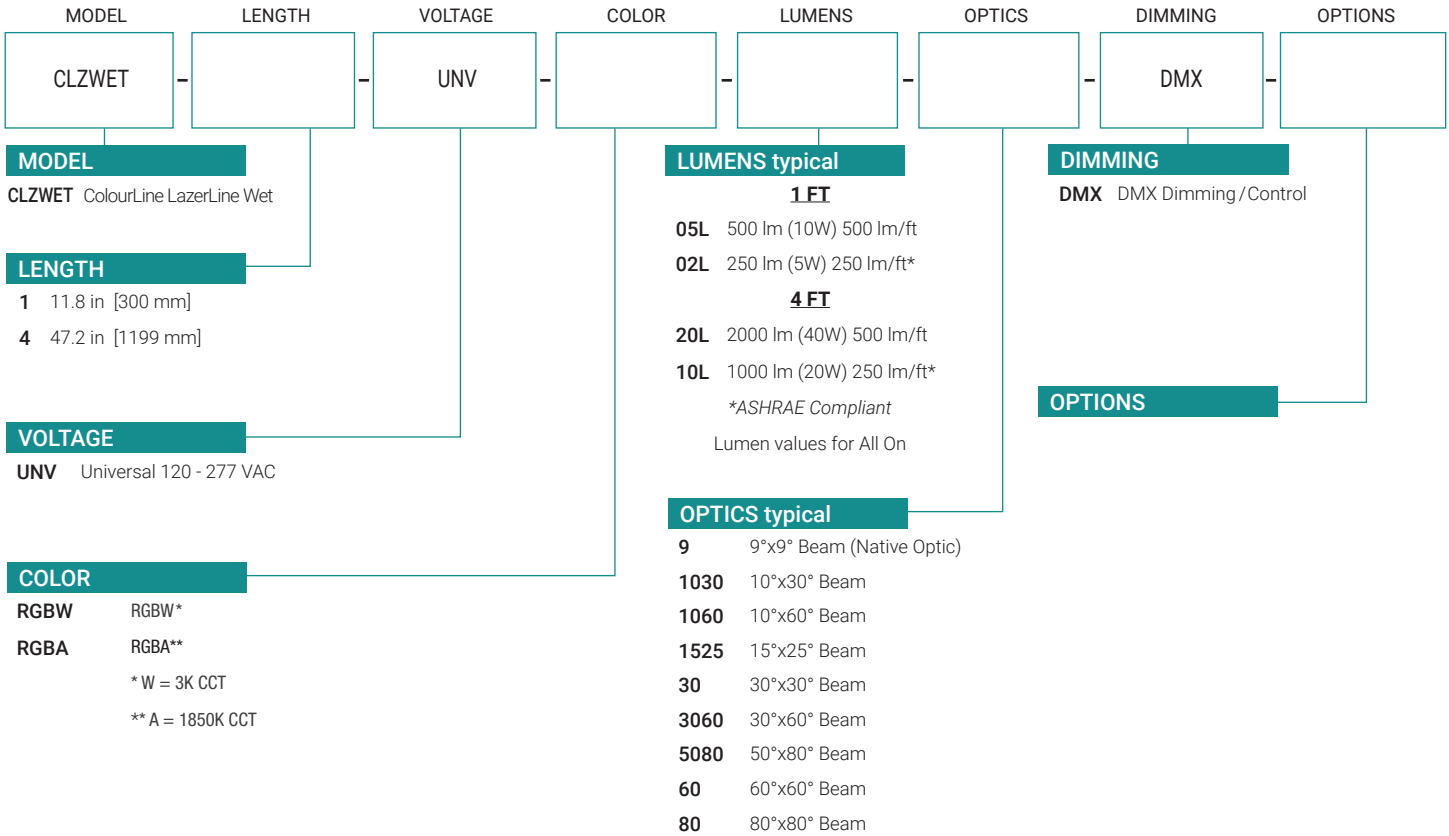 MODEL LENGTH VOLTAGE COLOR LUMENS OPTICS DIMMING OPTIONS
CLZWET - - UNV - - - - DMX -
MODEL
CLZWET ColourLine LazerLine Wet
LENGTH
1 11.8 in [300 mm]
4 47.2 in [1199 mm]
VOLTAGE
UNV Universal 120 - 277 VAC
COLOR
RGBW RGBW*
RGBA RGBA**
* W = 3K CCT
** A = 1850K CCT
LUMENS typical
1 FT
05L 500 lm (10W) 500 lm/ft
02L 250 lm (5W) 250 lm/ft*
4 FT
20L 2000 lm (40W) 500 lm/ft
10L 1000 lm (20W) 250 lm/ft*
*ASHRAE Compliant
Lumen values for All On
OPTICS typical
9 9°x9° Beam (Native Optic)
1030 10°x30° Beam
1060 10°x60° Beam
1525 15°x25° Beam
30 30°x30° Beam
3060 30°x60° Beam
5080 50°x80° Beam
60 60°x60° Beam
80 80°x80° Beam
DIMMING
DMX DMX Dimming/Control
OPTIONS